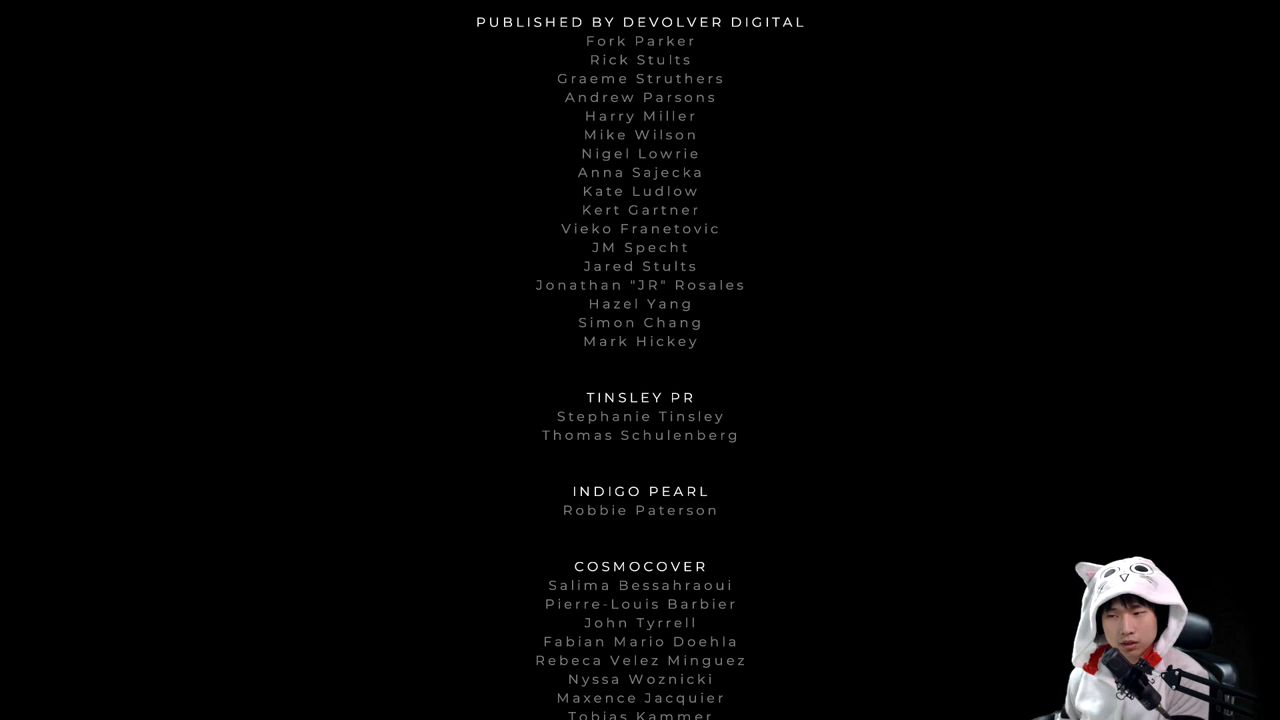 PUBLISHED BY DEVOLVER DIGITAL
Fork Parker
Rick Stults
Graeme Struthers
Andrew Parsons
Harry Miller
Mike Wilson
Nigel Lowrie
Anna Sajecka
Kate Ludlow
Kert Gartner
Vieko Franetovic
JM Specht
Jared Stults
Jonathan "JR" Rosales
Hazel Yang
Simon Chang
Mark Hickey
TINSLEY PR
Stephanie Tinsley
Thomas Schulenberg
INDIGO PEARL
Robbie Paterson
COSMOCOVER
Salima Bessahraoui
Pierre-Louis Barbier
John Tyrrell
Fabian Mario Doehla
Rebeca Velez Minguez
Nyssa Woznicki
Maxence Jacquier
Tobias Kammer